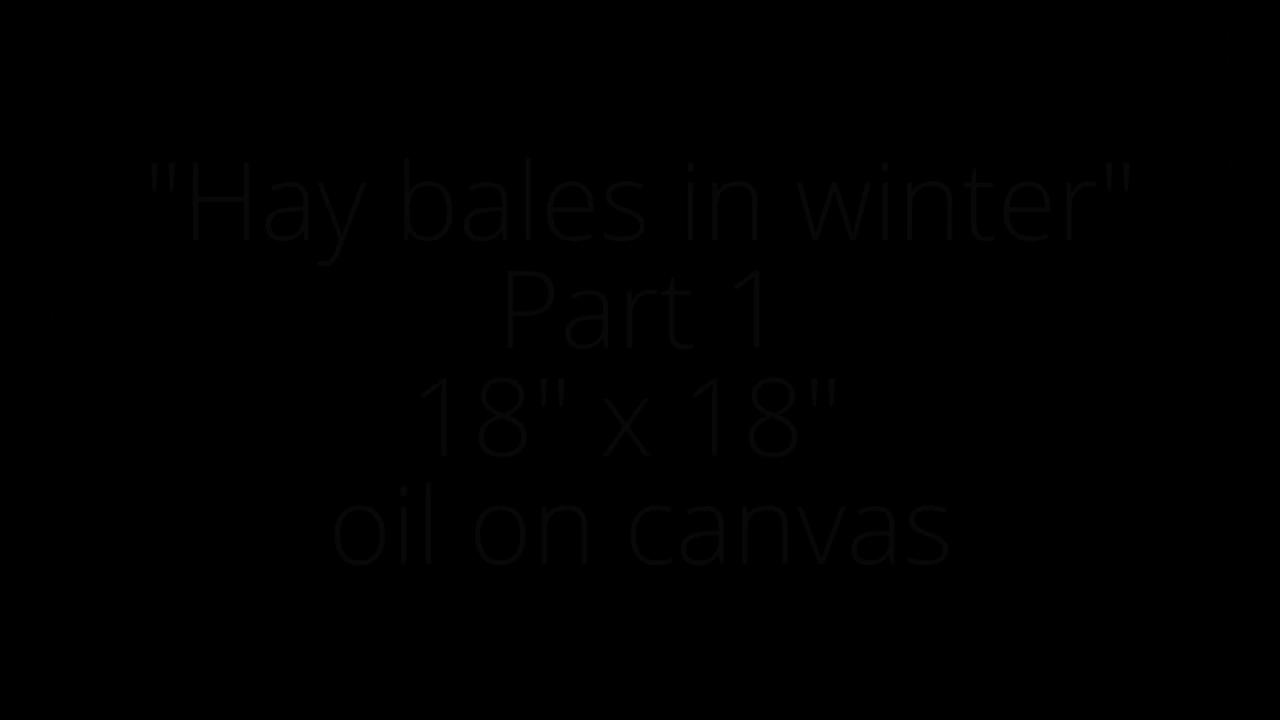 "Hay bales in winter"
Part 1
18" x 18"
oil on canvas